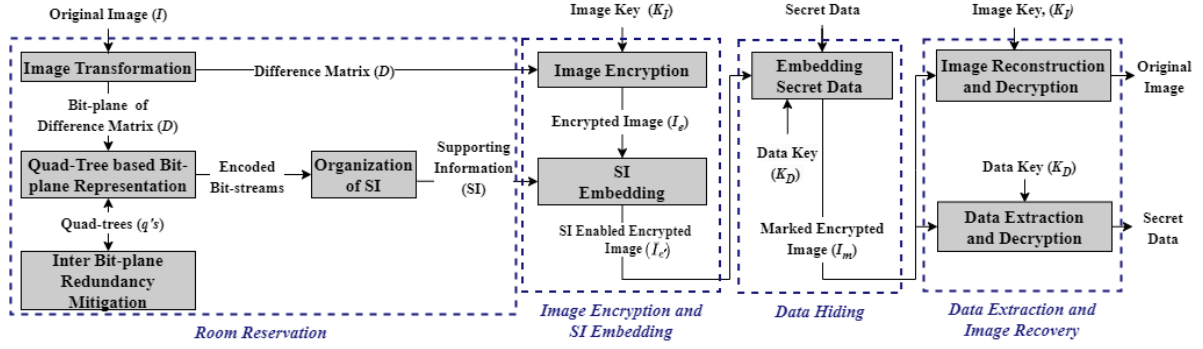 Original Image (I)
Image Transformation
Difference Matrix (D)
Bit-plane of
Difference Matrix (D)
Quad-Tree based Bit-
plane Representation
Encoded
Bit-streams
Organization
of SI
Supporting
Information
(SI)
Quad-trees (q's)
Inter Bit-plane
Redundancy
Mitigation
Room Reservation
Image Key (K_I)
Image Encryption
Encrypted Image (I_e)
SI
Embedding
SI Enabled Encrypted
Image (I_e')
Image Encryption and
SI Embedding
Secret Data
Embedding
Secret Data
Data Key
(K_D)
Marked Encrypted
Image (I_m)
Data Hiding
Image Key, (K_I)
Image Reconstruction
and Decryption
Original
Image
Data Key (K_D)
Data Extraction
and Decryption
Secret
Data
Data Extraction and
Image Recovery